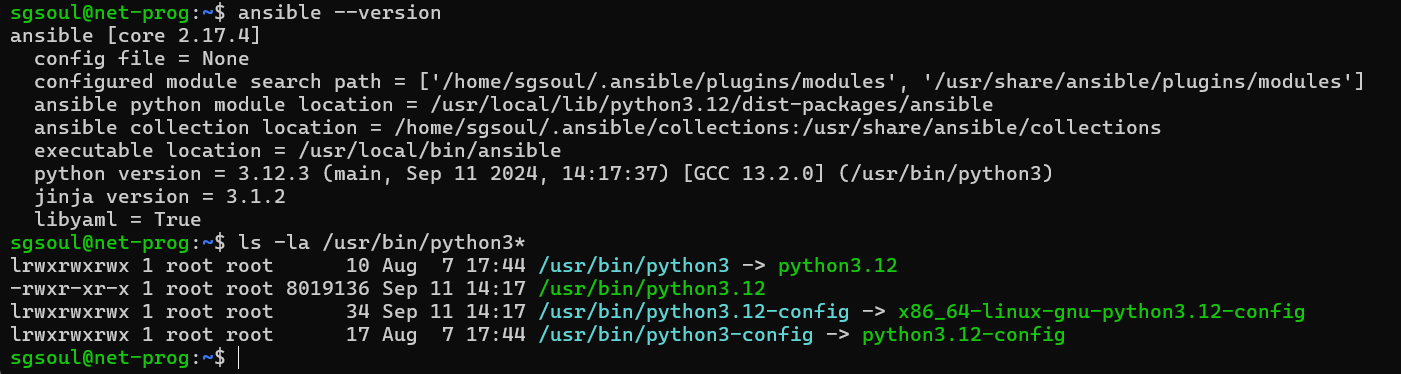 sgsoul@net-prog:~$ ansible --version
ansible [core 2.17.4]
  config file = None
  configured module search path = ['/home/sgsoul/.ansible/plugins/modules', '/usr/share/ansible/plugins/modules']
  ansible python module location = /usr/local/lib/python3.12/dist-packages/ansible
  ansible collection location = /home/sgsoul/.ansible/collections:/usr/share/ansible/collections
  executable location = /usr/local/bin/ansible
  python version = 3.12.3 (main, Sep 11 2024, 14:17:37) [GCC 13.2.0] (/usr/bin/python3)
  jinja version = 3.1.2
  libyaml = True
sgsoul@net-prog:~$ ls -la /usr/bin/python3*
lrwxrwxrwx 1 root root      10 Aug  7 17:44 /usr/bin/python3 -> python3.12
-rwxr-xr-x 1 root root 8019136 Sep 11 14:17 /usr/bin/python3.12
lrwxrwxrwx 1 root root      34 Sep 11 14:17 /usr/bin/python3.12-config -> x86_64-linux-gnu-python3.12-config
lrwxrwxrwx 1 root root      17 Aug  7 17:44 /usr/bin/python3-config -> python3.12-config
sgsoul@net-prog:~$